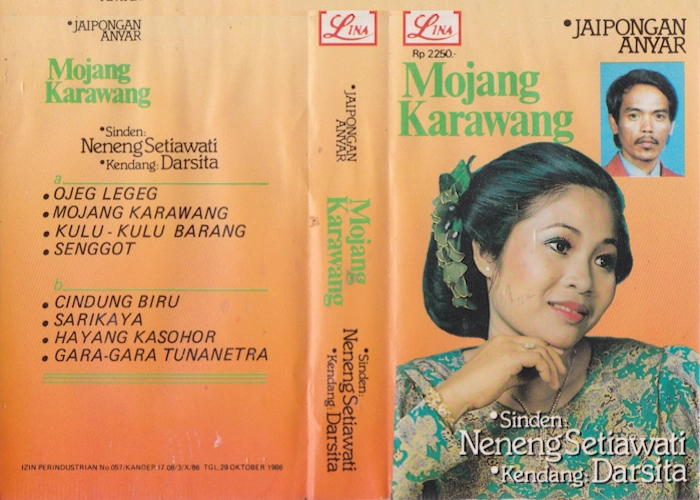 •JAIPONGAN
ANYAR
Mojang
Karawang
•Sinden:
Neneng Setiawati
•Kendang: Darsita
a
•OJEG LEGEG
•MOJANG KARAWANG
•KULU-KULU BARANG
•SENGGOT
b
•CINDUNG BIRU
•SARIKAYA
•HAYANG KASOHOR
•GARA-GARA TUNANETRA
IZIN PERINDUSTRIAN No.057/KANDEP.17.08/3/X/86 TGL,29 OKTOBER 1986
LINA
•JAIPONGAN
ANYAR
Mojang
Karawang
•Sinden
Neneng Setiawati
•Kendang: Darsita
LINA
Rp 2250.-
•JAIPONGAN
ANYAR
Mojang
Karawang
•Sinden
Neneng Setiawati
•Kendang: Darsita